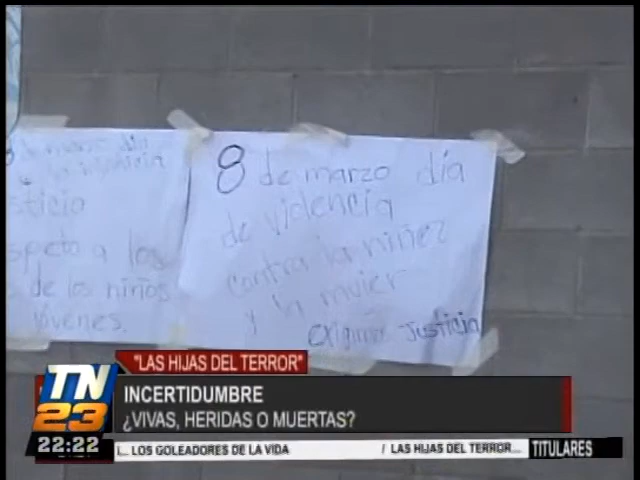 8 de marzo día
de violencia
contra la niñez
y la mujer
exigimos Justicia
sticia
speto a los
de los niños
Jóvenes.
"LAS HIJAS DEL TERROR"
INCERTIDUMBRE
¿VIVAS, HERIDAS O MUERTAS?
TN
23
22:22
I... LOS GOLEADORES DE LA VIDA / LAS HIJAS DEL TERROR... TITULARES